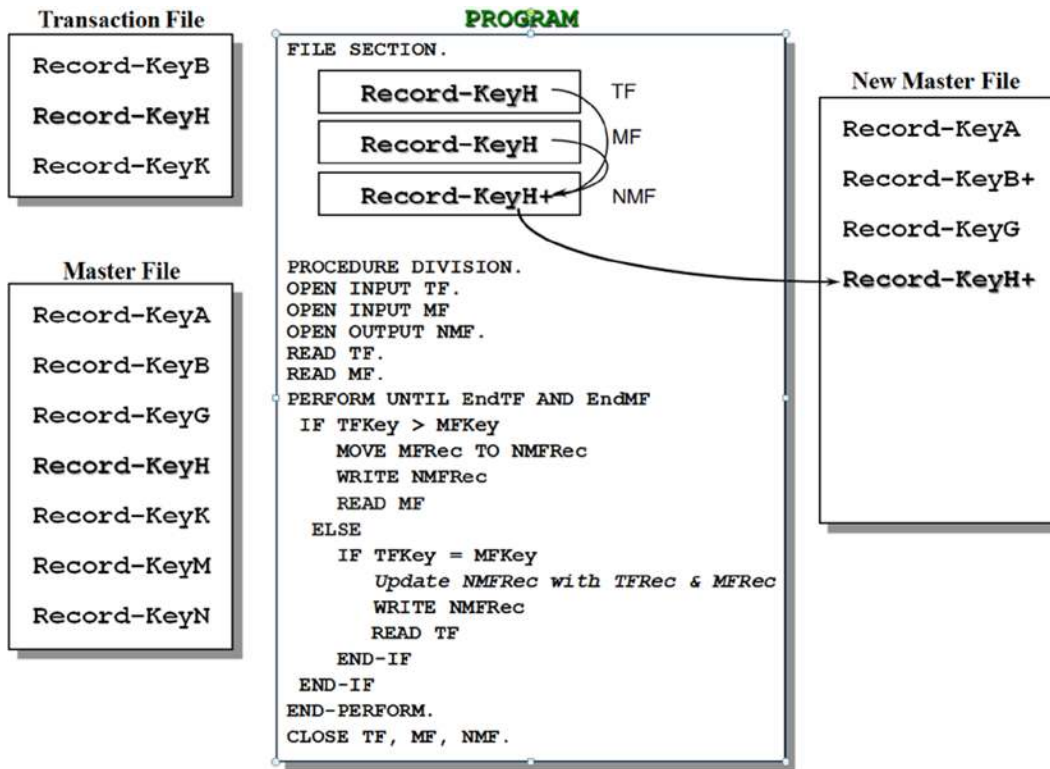 Transaction File
Record-KeyB
Record-KeyH
Record-KeyK
Master File
Record-KeyA
Record-KeyB
Record-KeyG
Record-KeyH
Record-KeyK
Record-KeyM
Record-KeyN
PROGRAM
FILE SECTION.
Record-KeyH TF
Record-KeyH MF
Record-KeyH+ NMF
PROCEDURE DIVISION.
OPEN INPUT TF.
OPEN INPUT MF
OPEN OUTPUT NMF.
READ TF.
READ MF.
PERFORM UNTIL EndTF AND EndMF
IF TFKey > MFKey
MOVE MFRec TO NMFRec
WRITE NMFRec
READ MF
ELSE
IF TFKey = MFKey
Update NMFRec with TFRec & MFRec
WRITE NMFRec
READ TF
END-IF
END-IF
END-PERFORM.
CLOSE TF, MF, NMF.
New Master File
Record-KeyA
Record-KeyB+
Record-KeyG
Record-KeyH+